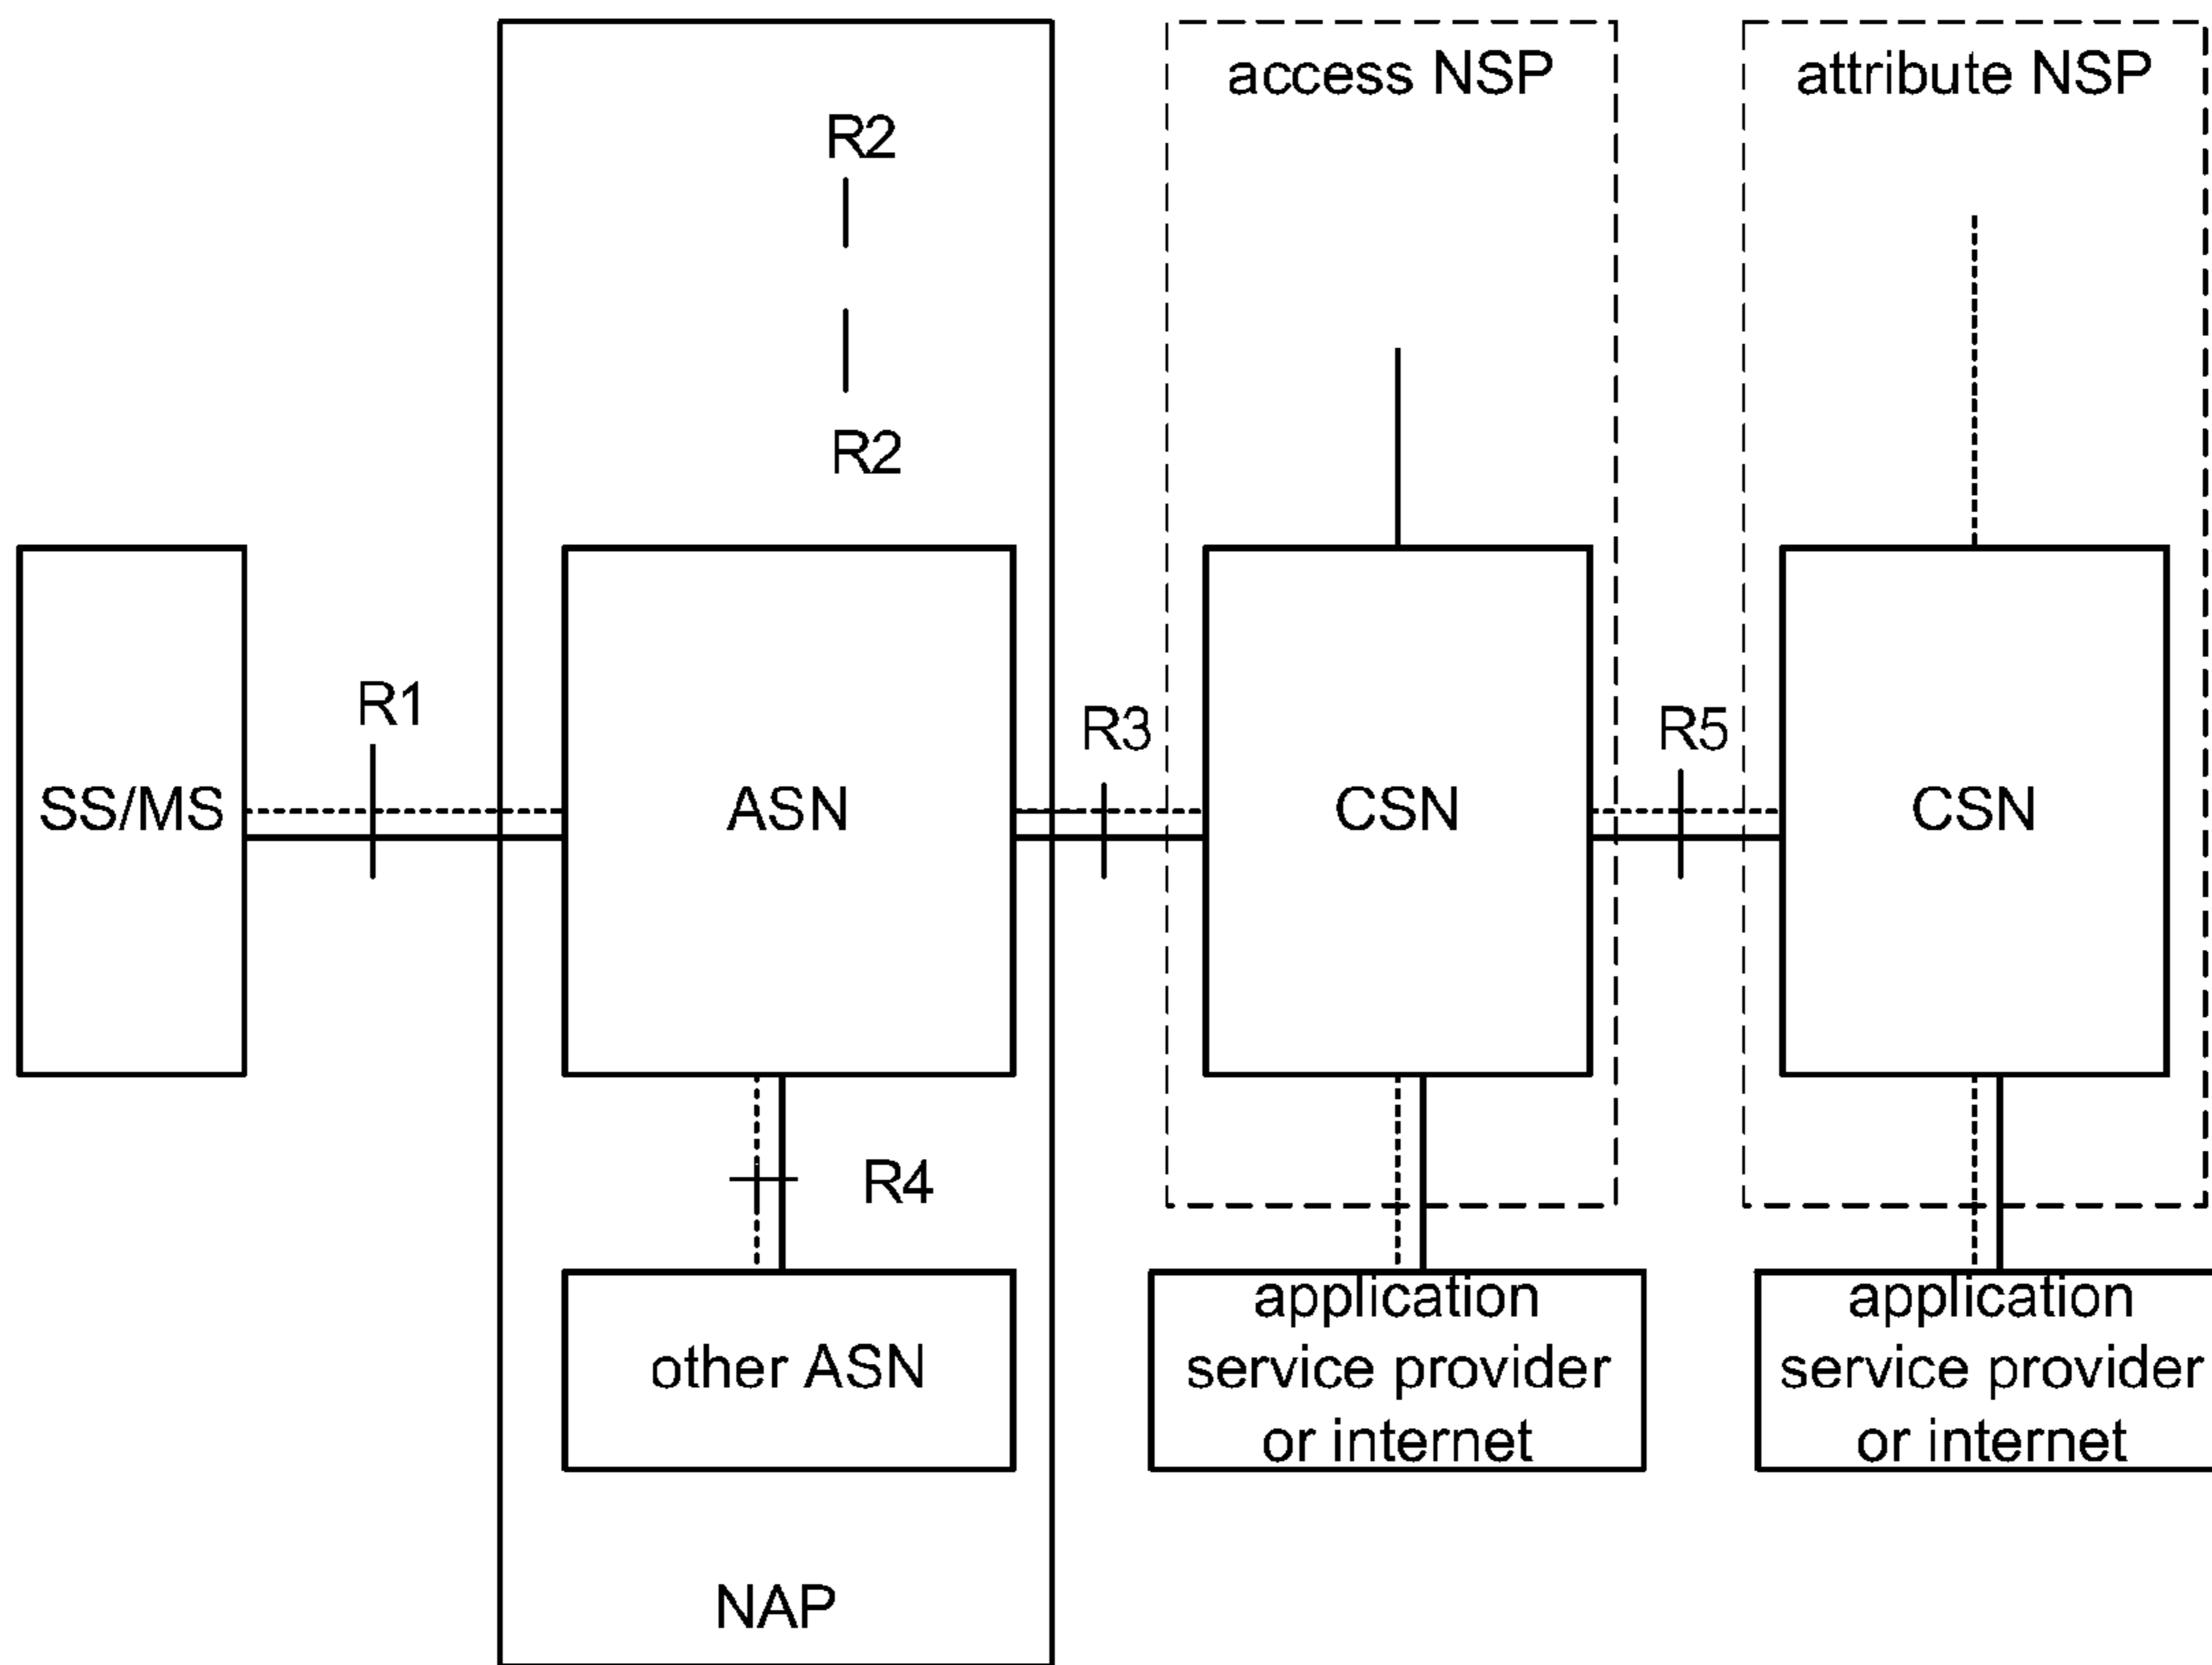 access NSP
attribute NSP
R2
R2
R1
R3
R5
SS/MS
ASN
CSN
CSN
R4
other ASN
application
service provider
or internet
application
service provider
or internet
NAP